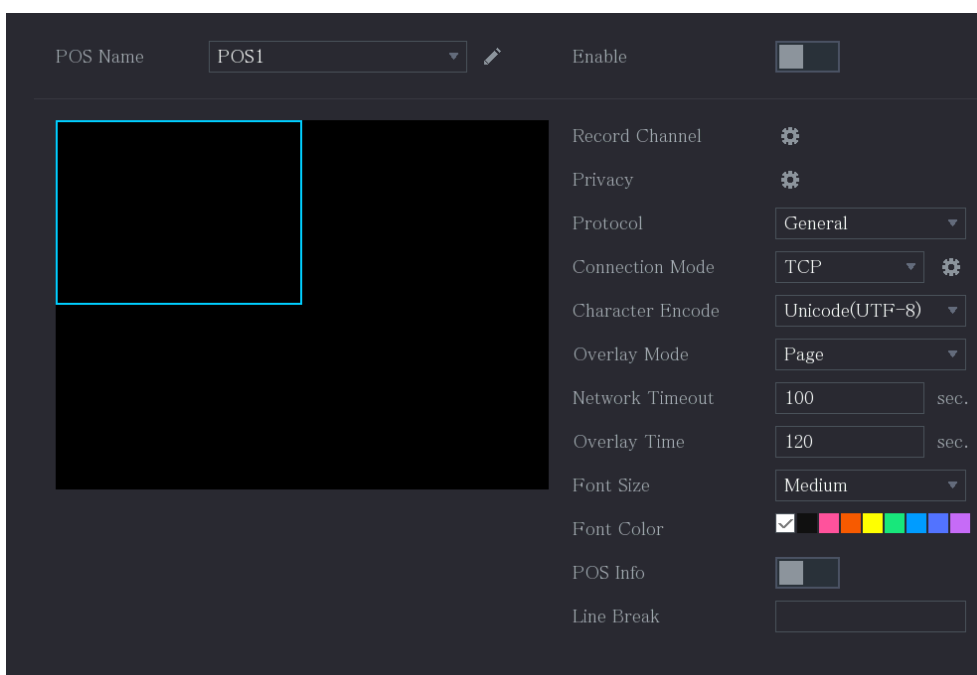 POS Name POS1 Enable
Record Channel
Privacy
Protocol General
Connection Mode TCP
Character Encode Unicode(UTF-8)
Overlay Mode Page
Network Timeout 100 sec.
Overlay Time 120 sec.
Font Size Medium
Font Color
POS Info
Line Break